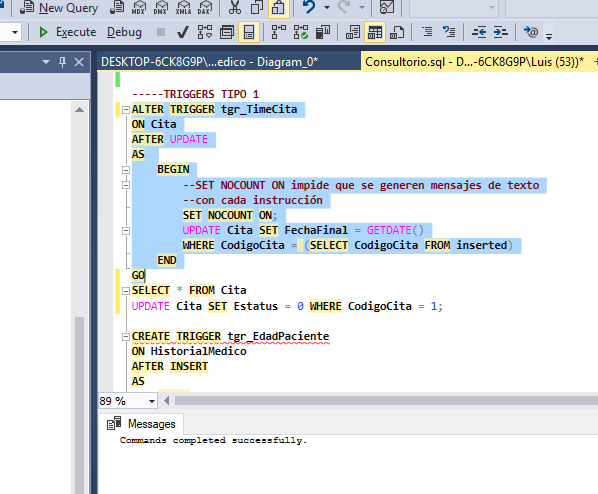 New Query
MDX
DMX
XMLA
DAX
Execute
Debug
DESKTOP-6CK8G9P\...edico - Diagram_0*
Consultorio.sql - D...-6CK8G9P\Luis (53))*
-----TRIGGERS TIPO 1
ALTER TRIGGER tgr_TimeCita
ON Cita
AFTER UPDATE
AS
BEGIN
--SET NOCOUNT ON impide que se generen mensajes de texto
--con cada instrucción
SET NOCOUNT ON;
UPDATE Cita SET FechaFinal = GETDATE()
WHERE CodigoCita = (SELECT CodigoCita FROM inserted)
END
GO
SELECT * FROM Cita
UPDATE Cita SET Estatus = 0 WHERE CodigoCita = 1;
CREATE TRIGGER tgr_EdadPaciente
ON HistorialMedico
AFTER INSERT
AS
89 %
Messages
Commands completed successfully.